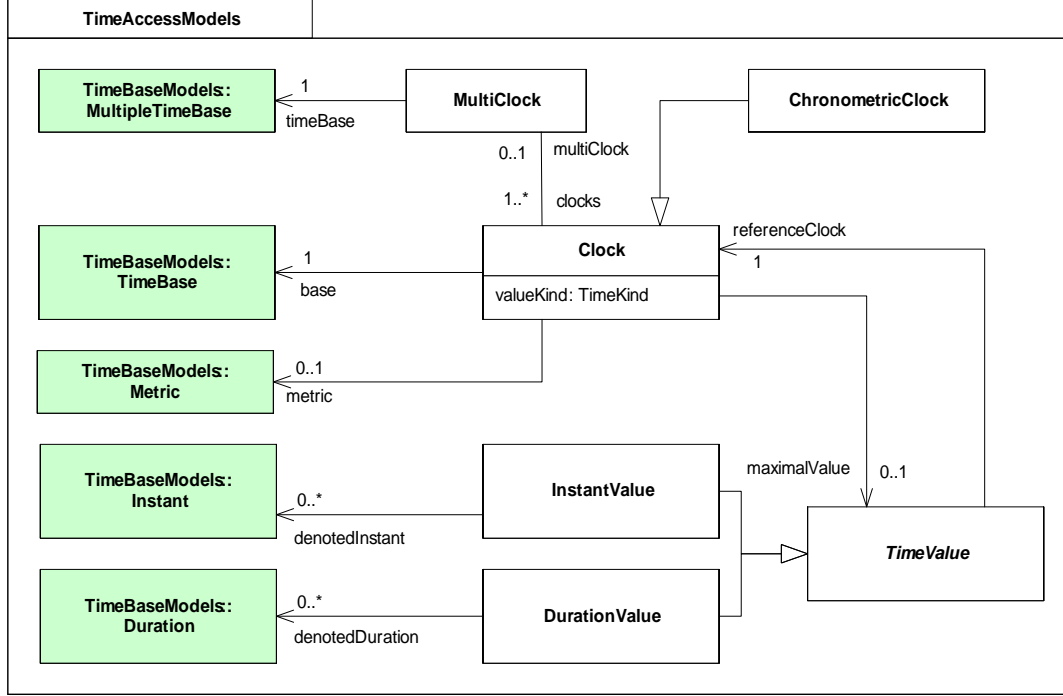 TimeAccessModels
TimeBaseModels::
MultipleTimeBase
1
timeBase
MultiClock
ChronometricClock
0..1
multiClock
1..*
clocks
TimeBaseModels::
TimeBase
1
base
Clock
valueKind: TimeKind
referenceClock
1
TimeBaseModels::
Metric
0..1
metric
TimeBaseModels::
Instant
0..*
denotedInstant
InstantValue
maximalValue
0..1
TimeValue
TimeBaseModels::
Duration
0..*
denotedDuration
DurationValue